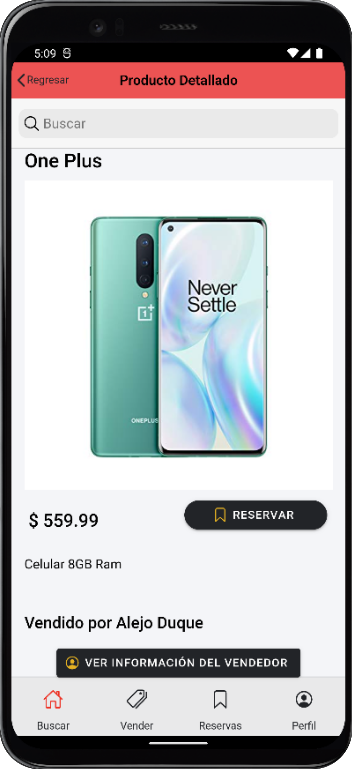 5:09
Regresar
Producto Detallado
Buscar
One Plus
Never
Settle
1+
ONEPLUS
$ 559.99
RESERVAR
Celular 8GB Ram
Vendido por Alejo Duque
VER INFORMACIÓN DEL VENDEDOR
Buscar
Vender
Reservas
Perfil